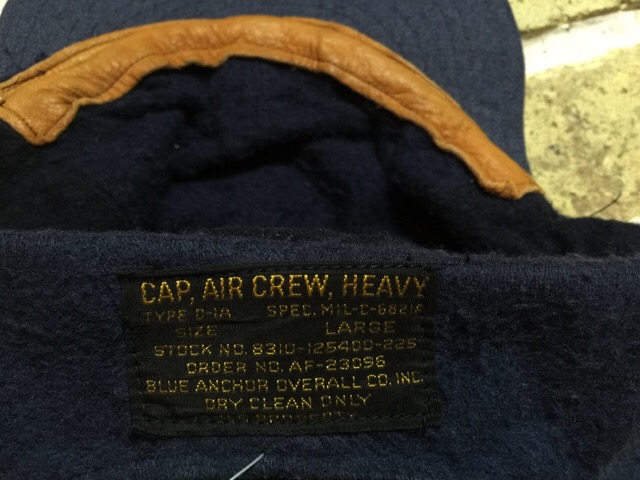 CAP, AIR CREW, HEAVY
TYPE D-1A SPEC. MIL-C-6821A
SIZE LARGE
STOCK NO. 8310-125400-225
ORDER NO. AF-23096
BLUE ANCHOR OVERALL CO. INC.
DRY CLEAN ONLY